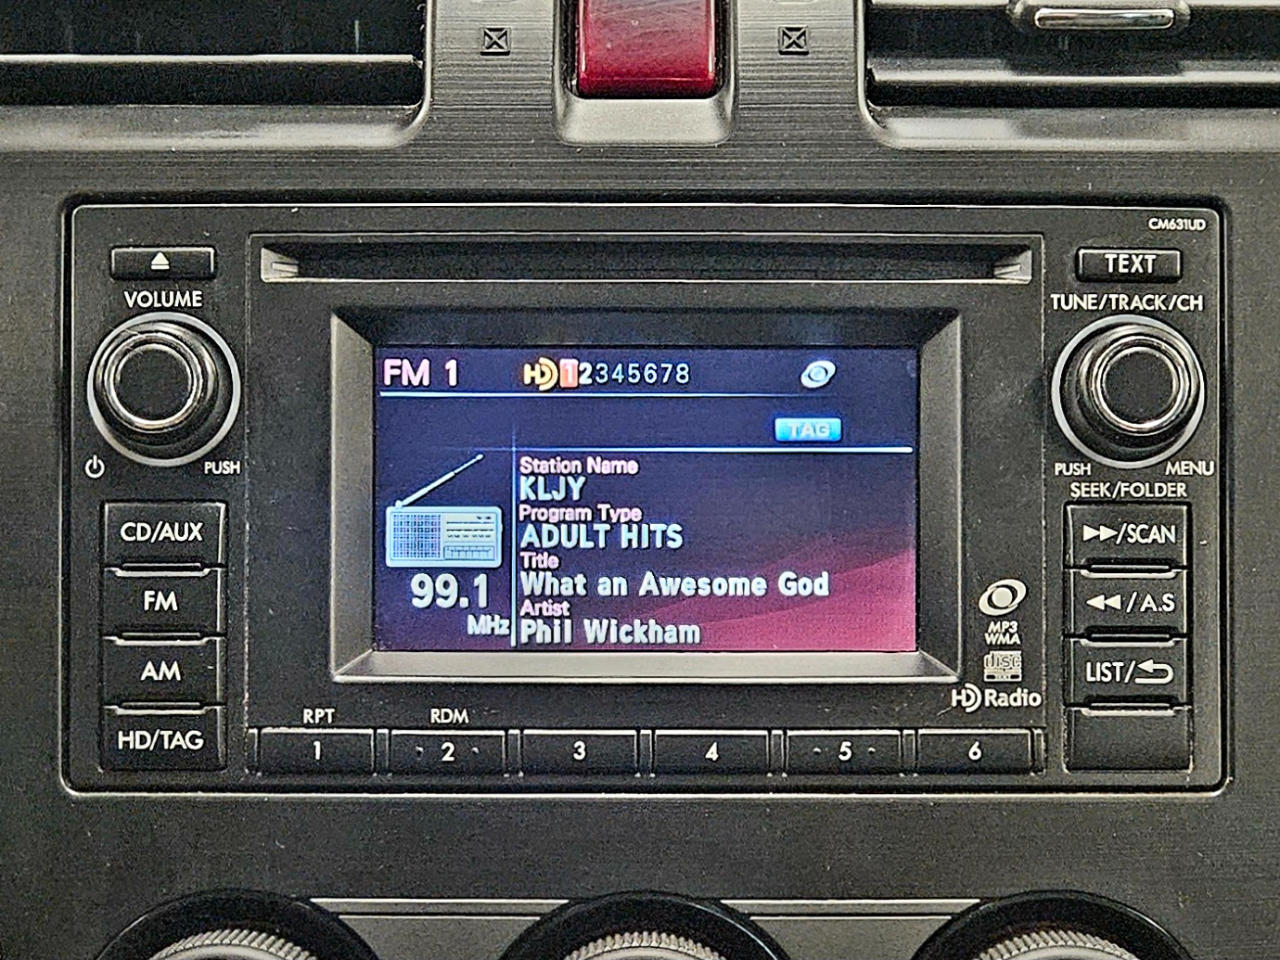 CM631UD
TEXT
VOLUME
TUNE/TRACK/CH
FM 1 HD 12345678
TAG
PUSH
PUSH MENU
SEEK/FOLDER
Station Name
KLJY
Program Type
ADULT HITS
Title
What an Awesome God
Artist
Phil Wickham
99.1
MHz
CD/AUX
FM
AM
HD/TAG
/SCAN
/A.S
LIST/
MP3
WMA
disc
HD Radio
RPT RDM
1 2 3 4 5 6